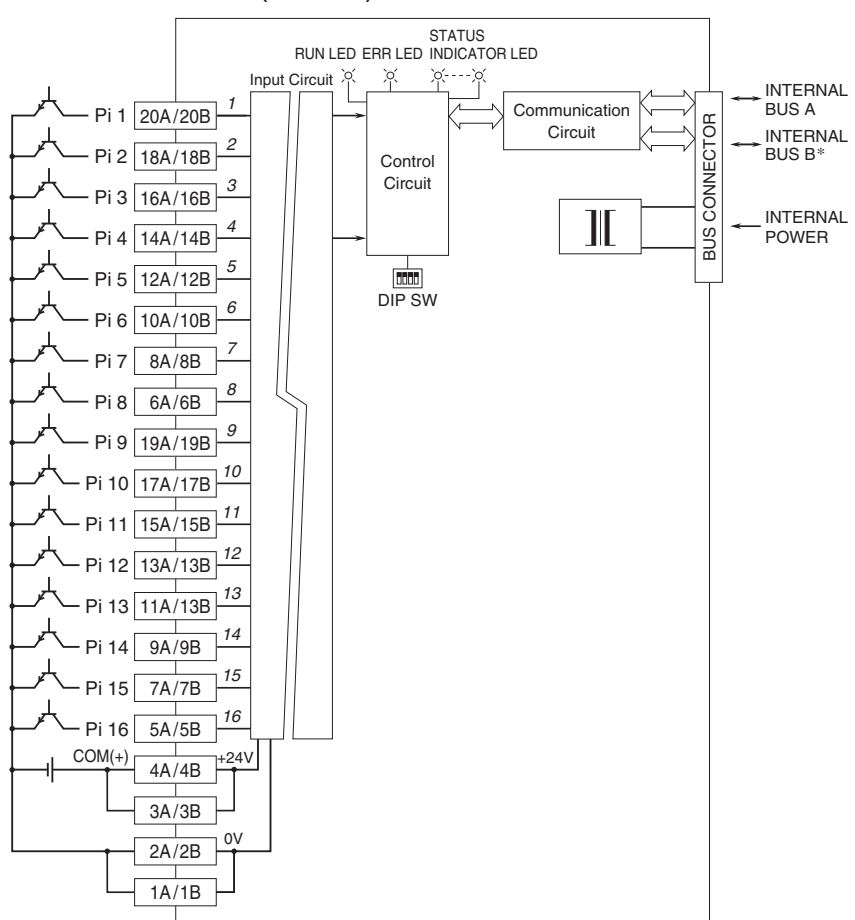 STATUS
RUN LED ERR LED INDICATOR LED
Input Circuit
Pi 1 20A/20B 1
Pi 2 18A/18B 2
Pi 3 16A/16B 3
Pi 4 14A/14B 4
Pi 5 12A/12B 5
Pi 6 10A/10B 6
Pi 7 8A/8B 7
Pi 8 6A/6B 8
Pi 9 19A/19B 9
Pi 10 17A/17B 10
Pi 11 15A/15B 11
Pi 12 13A/13B 12
Pi 13 11A/13B 13
Pi 14 9A/9B 14
Pi 15 7A/7B 15
Pi 16 5A/5B 16
COM(+) 4A/4B +24V
3A/3B
2A/2B 0V
1A/1B
Control
Circuit
DIP SW
Communication
Circuit
BUS CONNECTOR
INTERNAL
BUS A
INTERNAL
BUS B*
INTERNAL
POWER